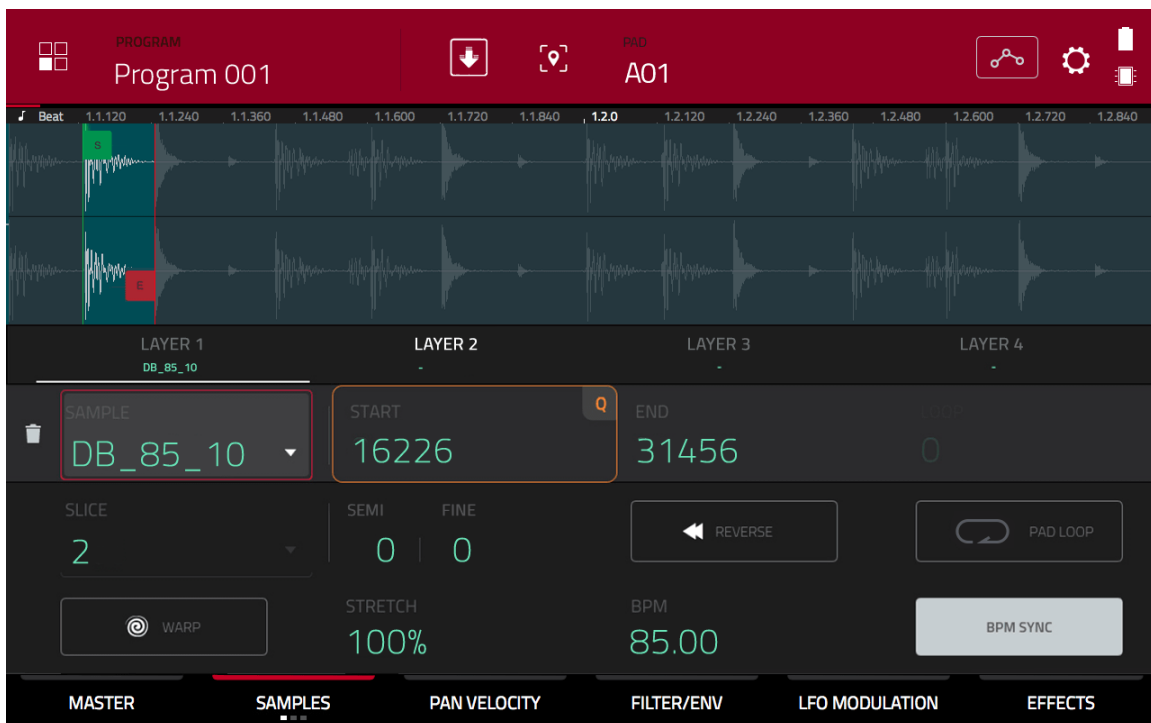 PROGRAM
Program 001
PAD
A01
Beat 1.1.120 1.1.240 1.1.360 1.1.480 1.1.600 1.1.720 1.1.840 1.2.0 1.2.120 1.2.240 1.2.360 1.2.480 1.2.600 1.2.720 1.2.840
S
E
LAYER 1 LAYER 2 LAYER 3 LAYER 4
DB_85_10 - - -
SAMPLE START Q END LOOP
DB_85_10 16226 31456 0
SLICE SEMI FINE
2 0 0
REVERSE PAD LOOP
WARP STRETCH BPM BPM SYNC
100% 85.00
MASTER SAMPLES PAN VELOCITY FILTER/ENV LFO MODULATION EFFECTS